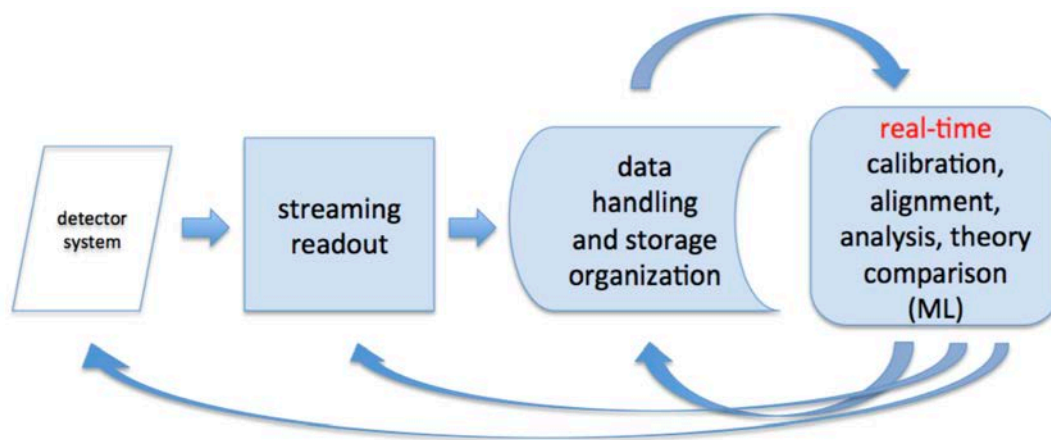 detector
system
streaming
readout
data
handling
and storage
organization
real-time
calibration,
alignment,
analysis, theory
comparison
(ML)